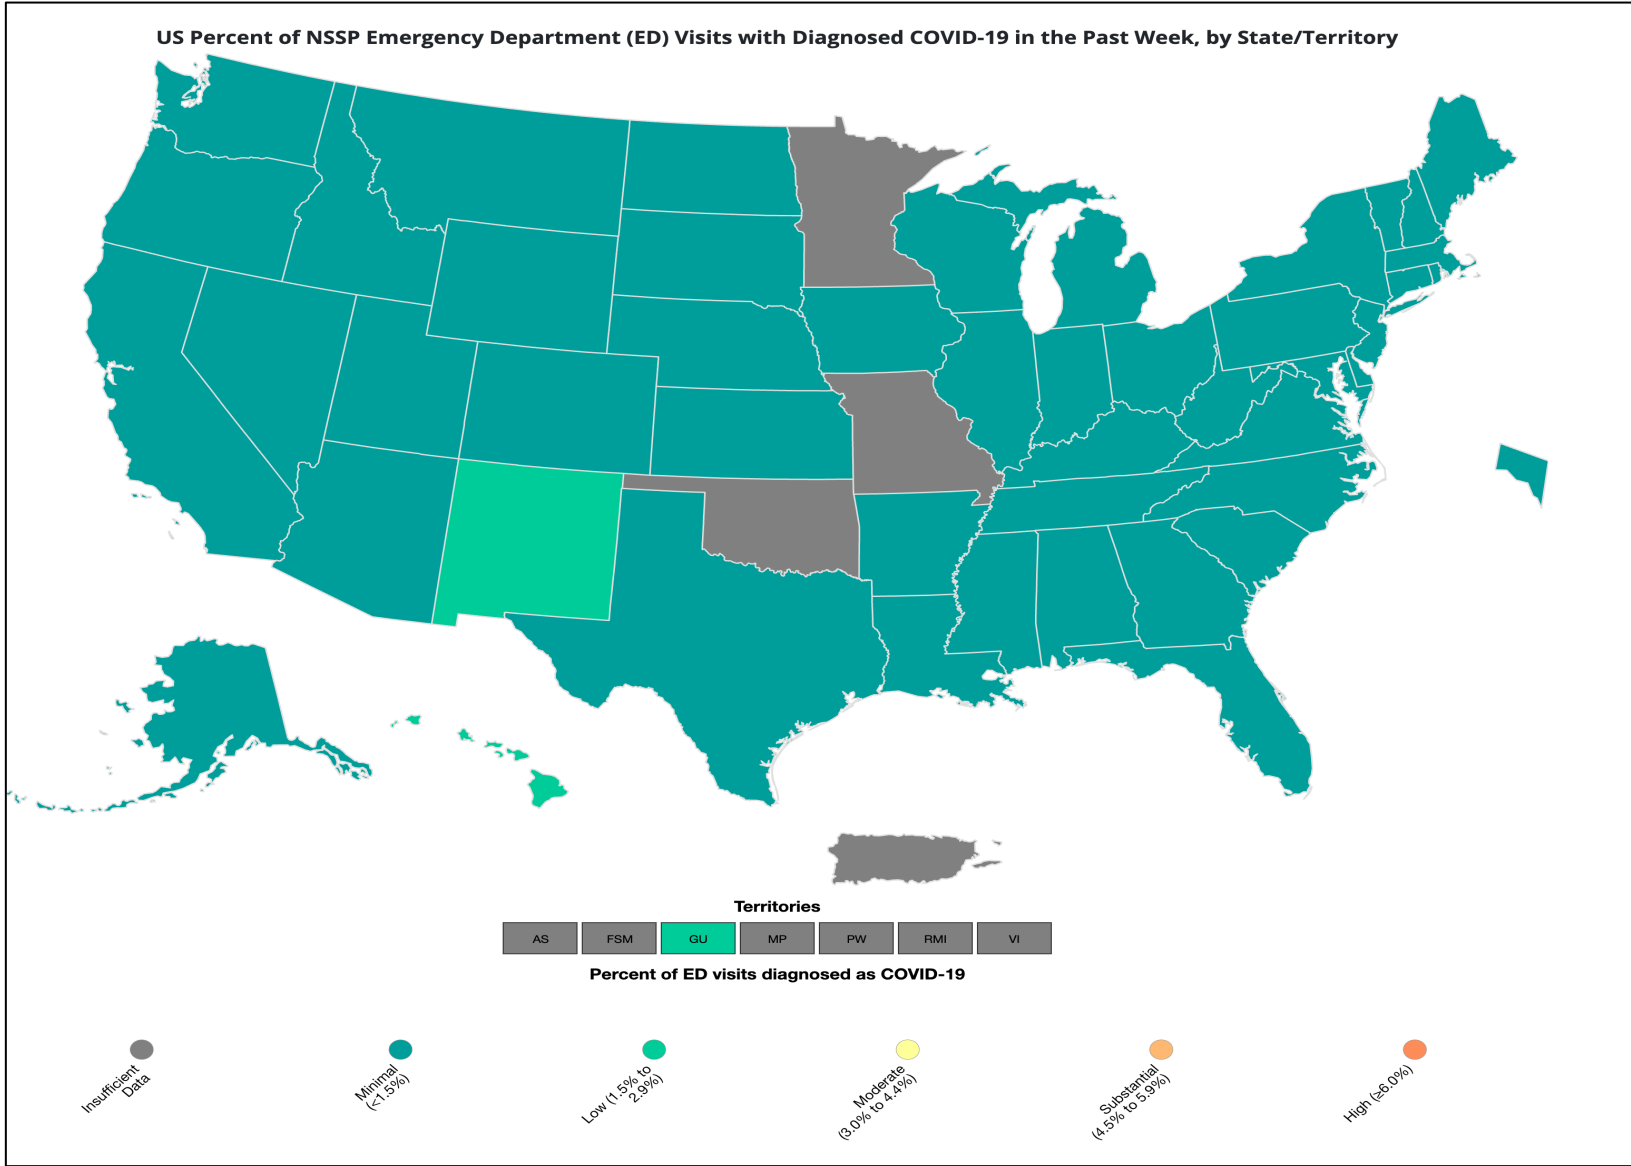 US Percent of NSSP Emergency Department (ED) Visits with Diagnosed COVID-19 in the Past Week, by State/Territory
Territories
AS
FSM
GU
MP
PW
RMI
VI
Percent of ED visits diagnosed as COVID-19
Insufficient
Data
Minimal
(<1.5%)
Low (1.5% to
2.9%)
Moderate
(3.0% to 4.4%)
Substantial
(4.5% to 5.9%)
High (≥6.0%)